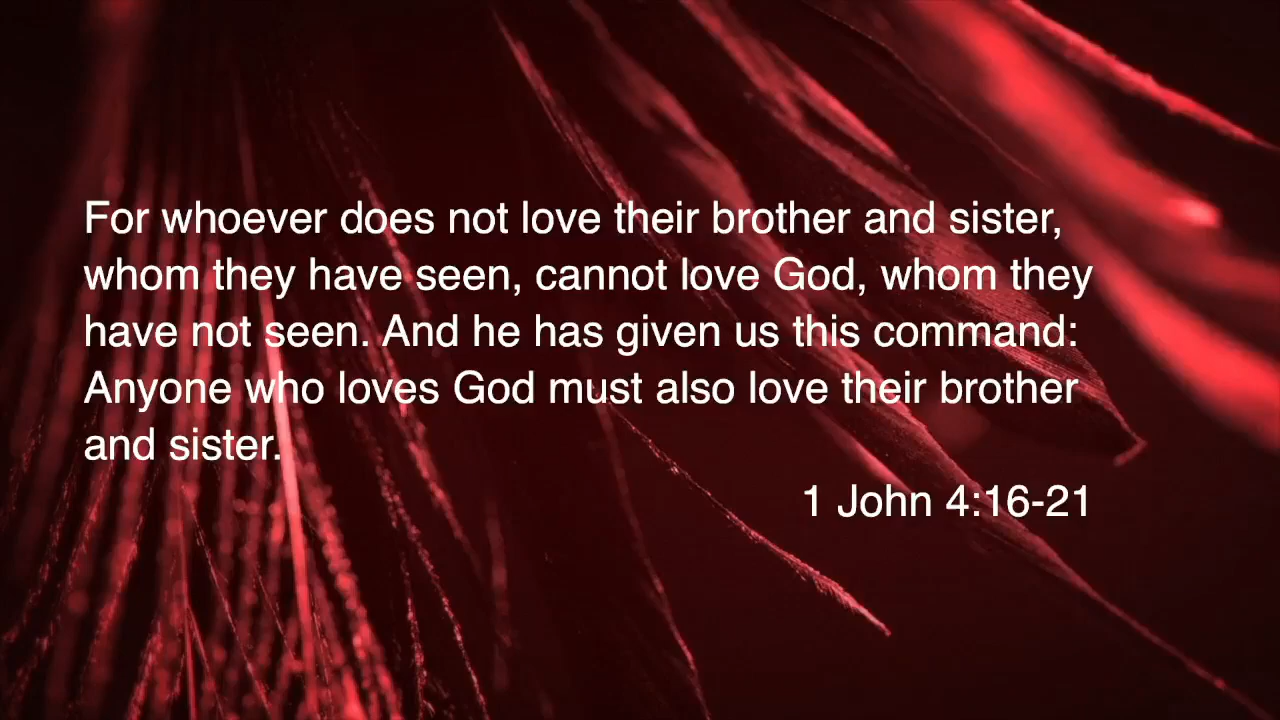 For whoever does not love their brother and sister,
whom they have seen, cannot love God, whom they
have not seen. And he has given us this command:
Anyone who loves God must also love their brother
and sister.
1 John 4:16-21